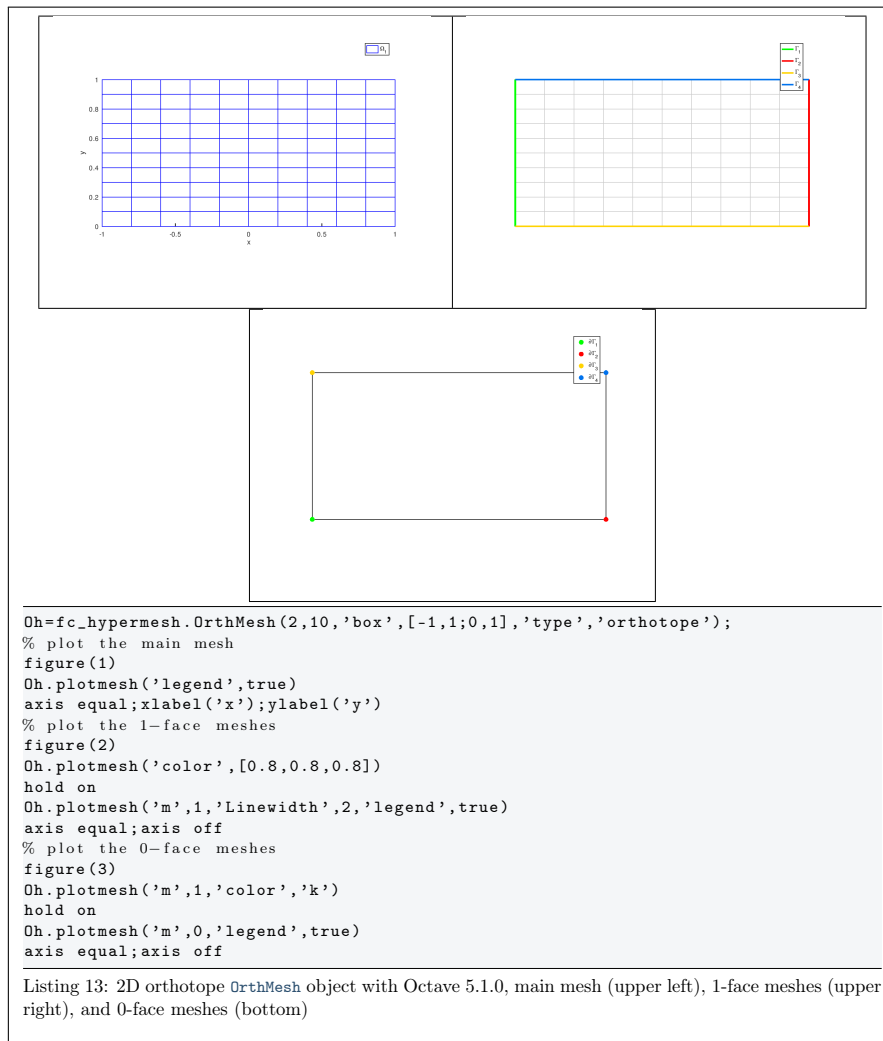 Ω1
1
0.8
0.6
y
0.4
0.2
0
-1
-0.5
0
0.5
1
x
Γ1
Γ2
Γ3
Γ4
∂Γ1
∂Γ2
∂Γ3
∂Γ4
Oh=fc_hypermesh.OrthMesh(2,10,'box',[-1,1;0,1],'type','orthotope');
% plot the main mesh
figure(1)
Oh.plotmesh('legend',true)
axis equal;xlabel('x');ylabel('y')
% plot the 1-face meshes
figure(2)
Oh.plotmesh('color',[0.8,0.8,0.8])
hold on
Oh.plotmesh('m',1,'Linewidth',2,'legend',true)
axis equal;axis off
% plot the 0-face meshes
figure(3)
Oh.plotmesh('m',1,'color','k')
hold on
Oh.plotmesh('m',0,'legend',true)
axis equal;axis off
Listing 13: 2D orthotope OrthMesh object with Octave 5.1.0, main mesh (upper left), 1-face meshes (upper
right), and 0-face meshes (bottom)